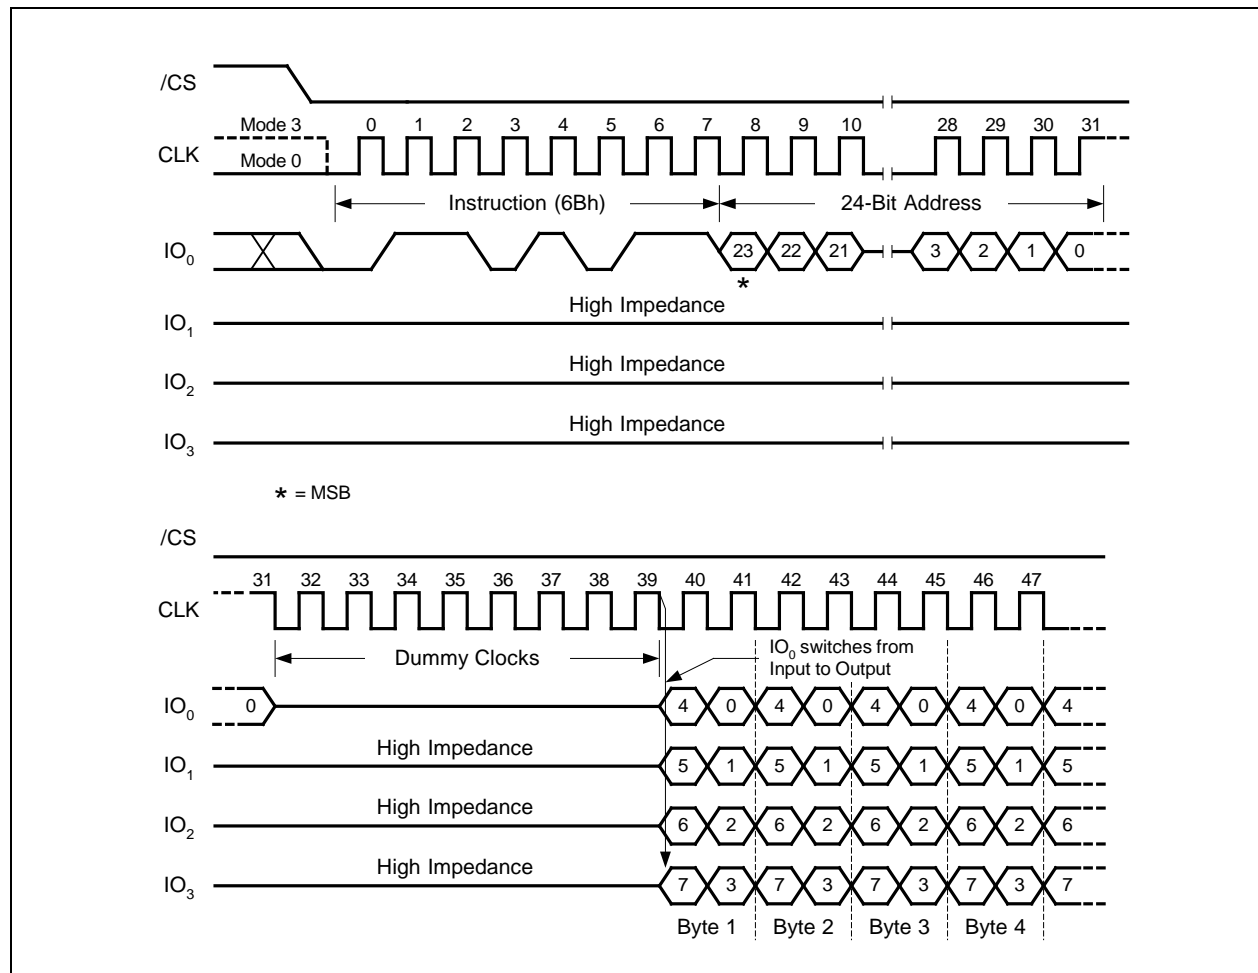 /CS
Mode 3 0 1 2 3 4 5 6 7 8 9 10 28 29 30 31
CLK
Mode 0
Instruction (6Bh) 24-Bit Address
IO0 23 22 21 3 2 1 0
*
High Impedance
IO1
High Impedance
IO2
High Impedance
IO3
* = MSB
/CS
31 32 33 34 35 36 37 38 39 40 41 42 43 44 45 46 47
CLK
Dummy Clocks
IO0 switches from
Input to Output
IO0 0 4 0 4 0 4 0 4 0 4
High Impedance
IO1 5 1 5 1 5 1 5 1 5
High Impedance
IO2 6 2 6 2 6 2 6 2 6
High Impedance
IO3 7 3 7 3 7 3 7 3 7
Byte 1 Byte 2 Byte 3 Byte 4